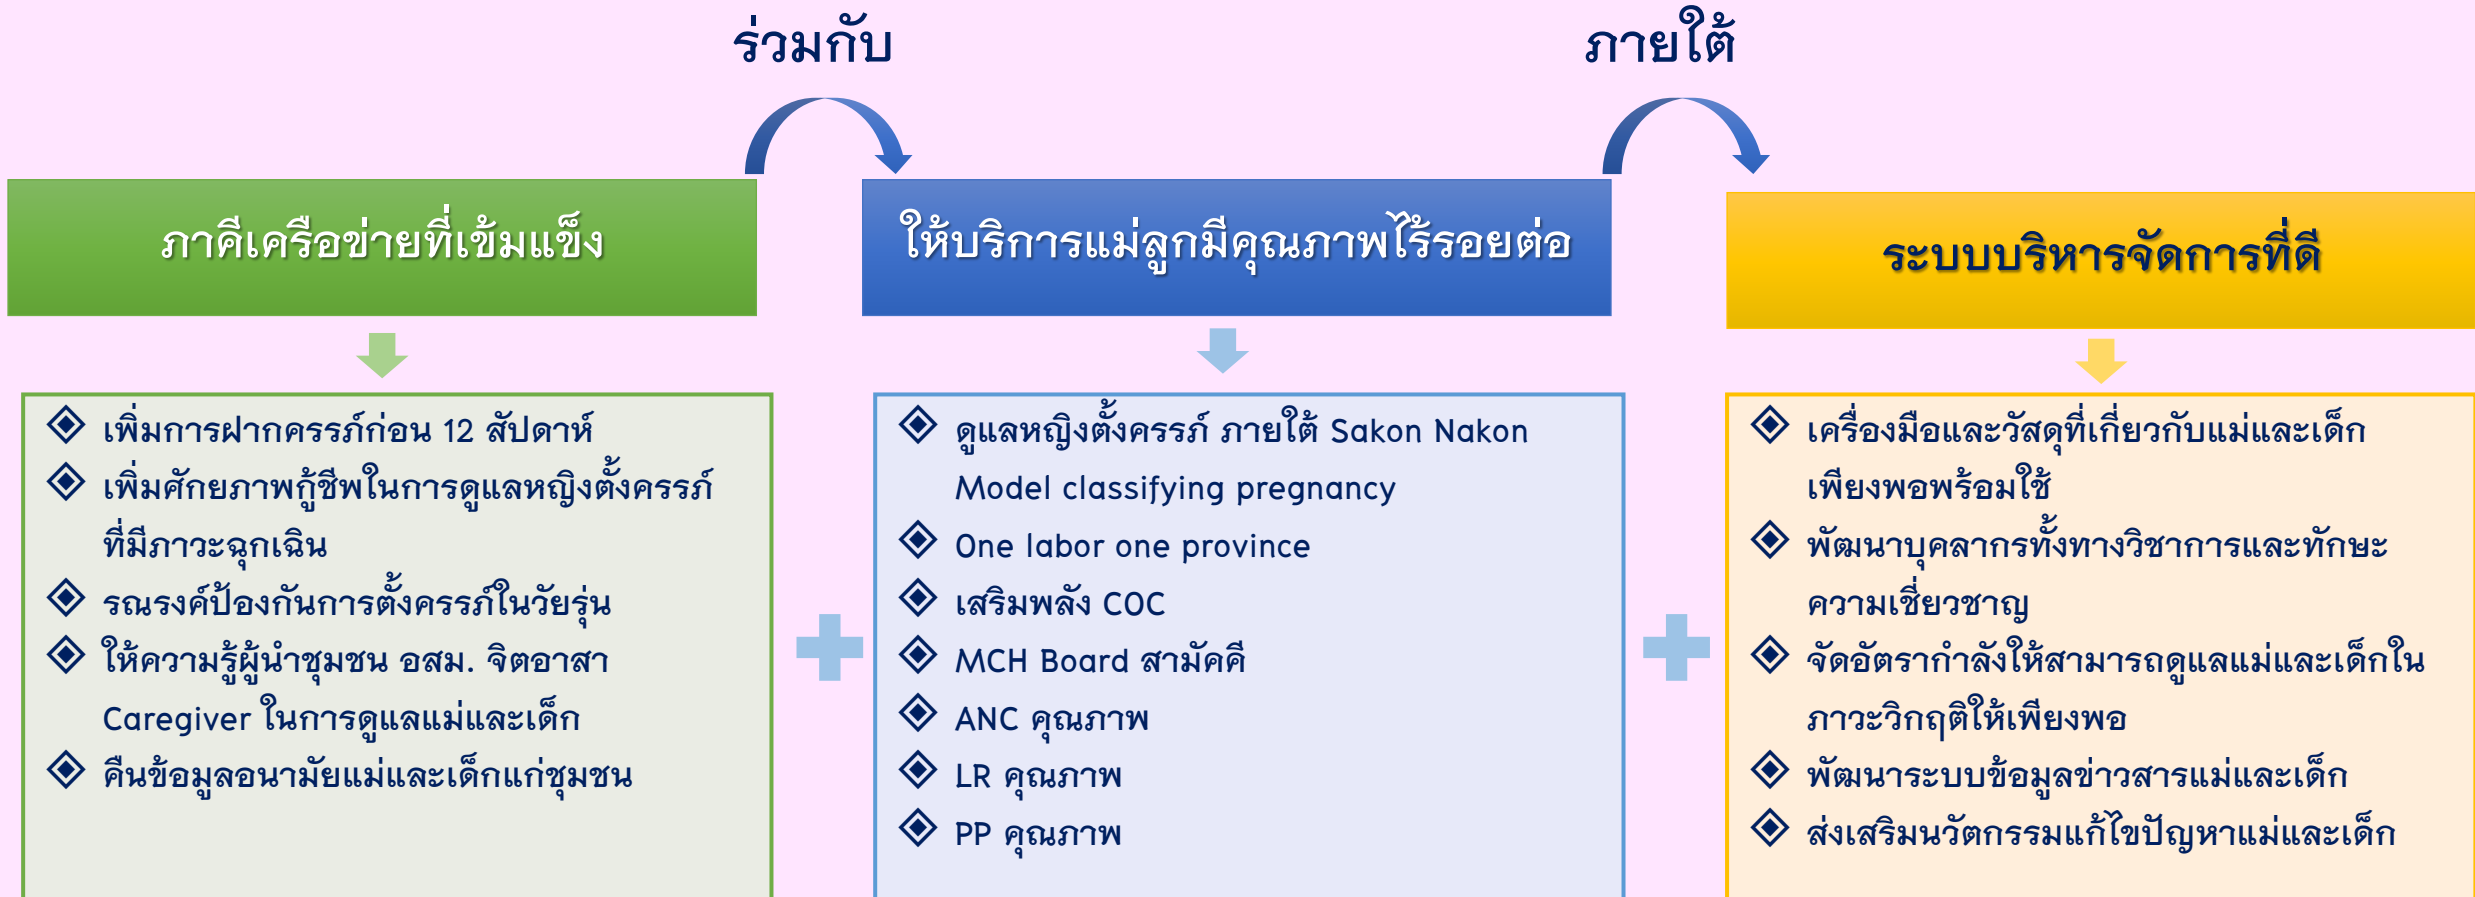 ร่วมกับ
ภายใต้
ภาคีเครือข่ายที่เข้มแข็ง
ให้บริการแม่ลูกมีคุณภาพไร้รอยต่อ
ระบบบริหารจัดการที่ดี
เพิ่มการฝากครรภ์ก่อน 12 สัปดาห์
เพิ่มศักยภาพกู้ชีพในการดูแลหญิงตั้งครรภ์
ที่มีภาวะฉุกเฉิน
รณรงค์ป้องกันการตั้งครรภ์ในวัยรุ่น
ให้ความรู้ผู้นำชุมชน อสม. จิตอาสา
Caregiver ในการดูแลแม่และเด็ก
คืนข้อมูลอนามัยแม่และเด็กแก่ชุมชน
ดูแลหญิงตั้งครรภ์ ภายใต้ Sakon Nakon
Model classifying pregnancy
One labor one province
เสริมพลัง COC
MCH Board สามัคคี
ANC คุณภาพ
LR คุณภาพ
PP คุณภาพ
เครื่องมือและวัสดุที่เกี่ยวกับแม่และเด็ก
เพียงพอพร้อมใช้
พัฒนาบุคลากรทั้งทางวิชาการและทักษะ
ความเชี่ยวชาญ
จัดอัตรากำลังให้สามารถดูแลแม่และเด็กใน
ภาวะวิกฤติให้เพียงพอ
พัฒนาระบบข้อมูลข่าวสารแม่และเด็ก
ส่งเสริมนวัตกรรมแก้ไขปัญหาแม่และเด็ก